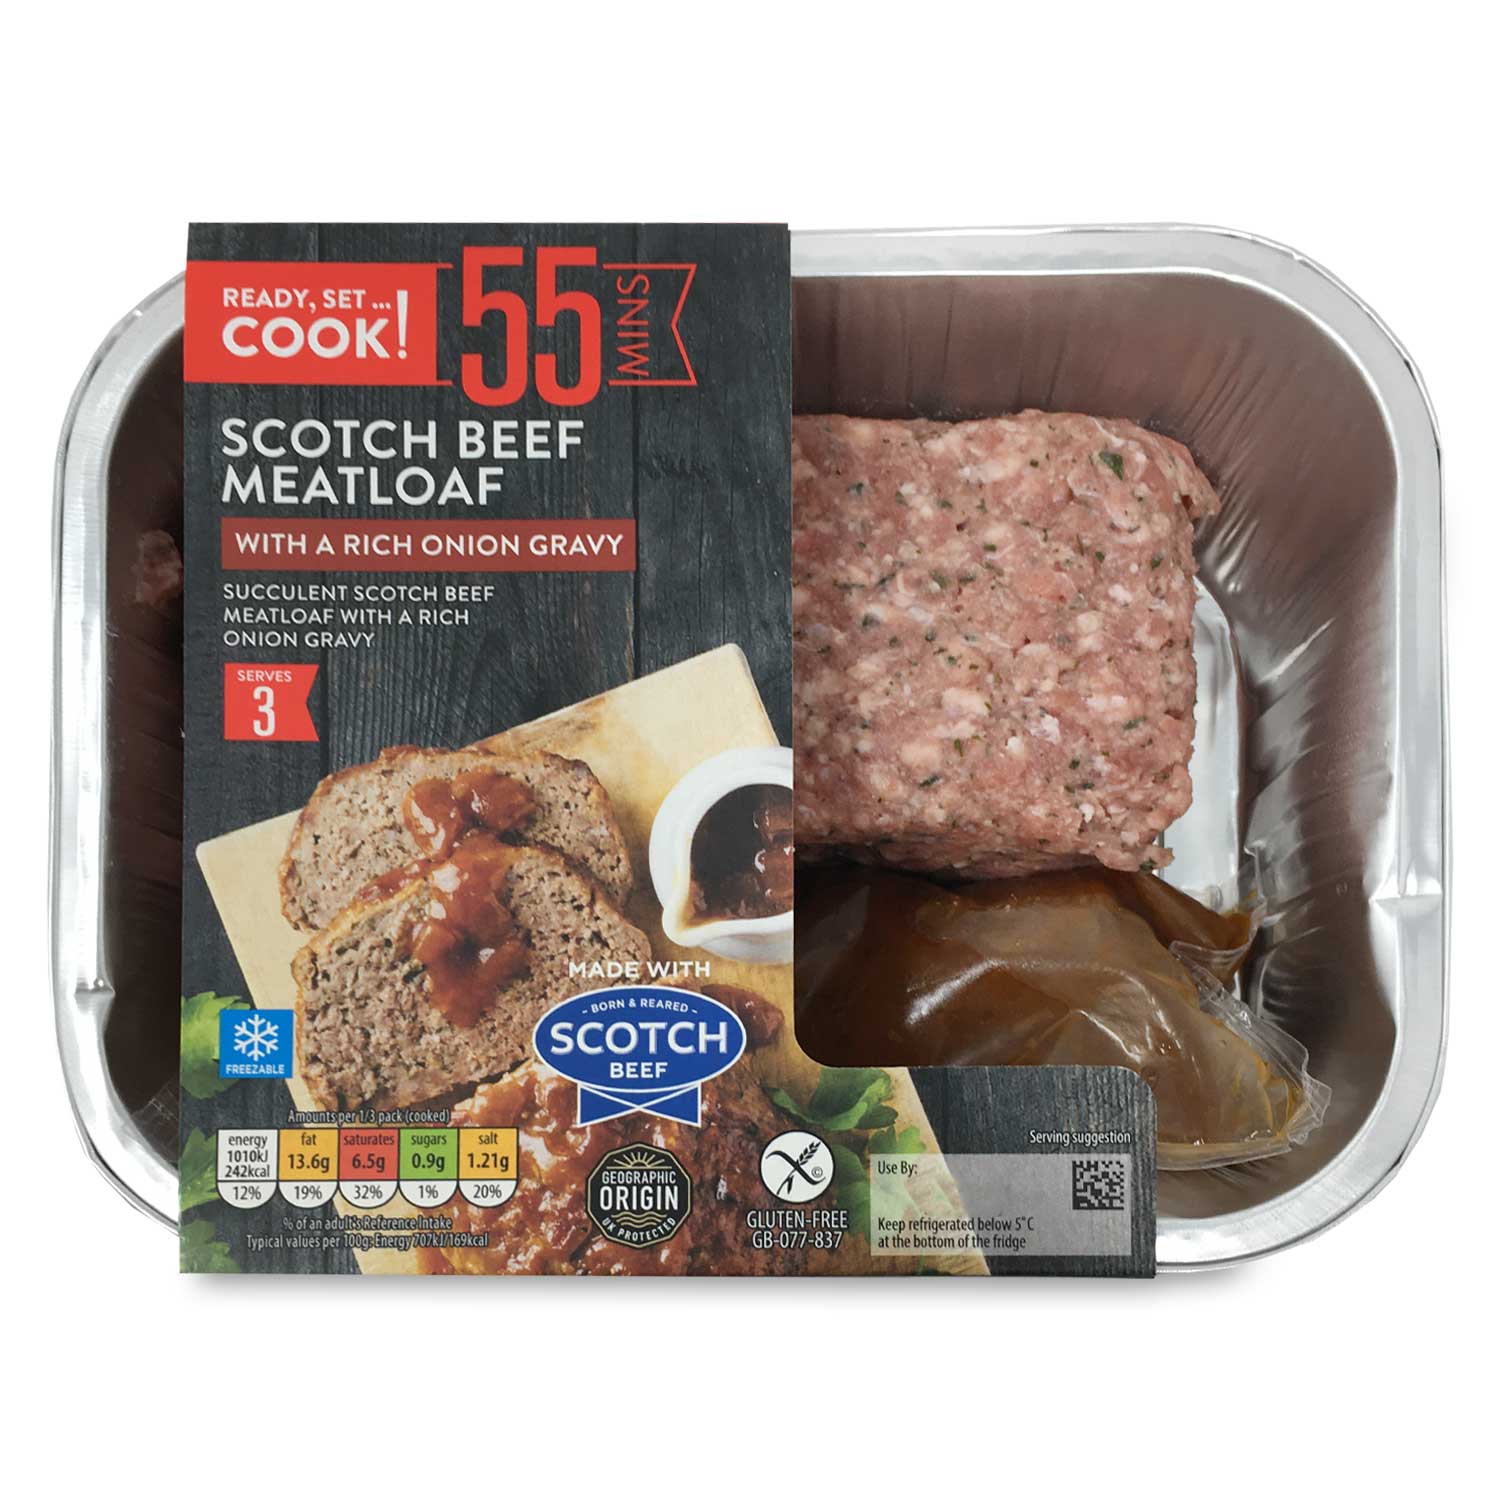 READY, SET ...
COOK!
55 MINS
SCOTCH BEEF
MEATLOAF
WITH A RICH ONION GRAVY
SUCCULENT SCOTCH BEEF
MEATLOAF WITH A RICH
ONION GRAVY
SERVES
3
MADE WITH
- BORN & REARED -
SCOTCH
BEEF
FREEZABLE
Amounts per 1/3 pack (cooked)
energy fat saturates sugars salt
1010kJ 13.6g 6.5g 0.9g 1.21g
242kcal
12% 19% 32% 1% 20%
% of an adult's Reference Intake
Typical values per 100g: Energy 707kJ/169kcal
GEOGRAPHIC
ORIGIN
UK PROTECTED
©
GLUTEN-FREE
GB-077-837
Serving suggestion
Use By:
Keep refrigerated below 5°C
at the bottom of the fridge